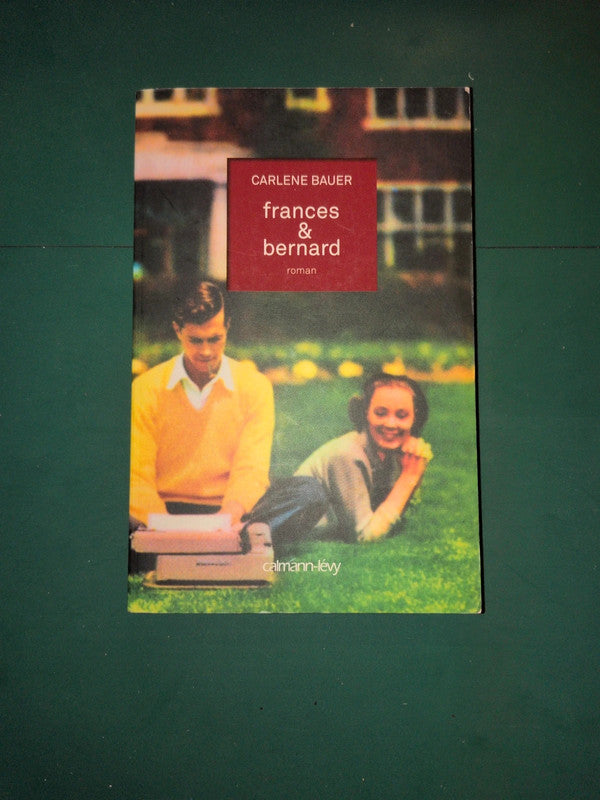 CARLENE BAUER
frances
&
bernard
roman
calmann-lévy